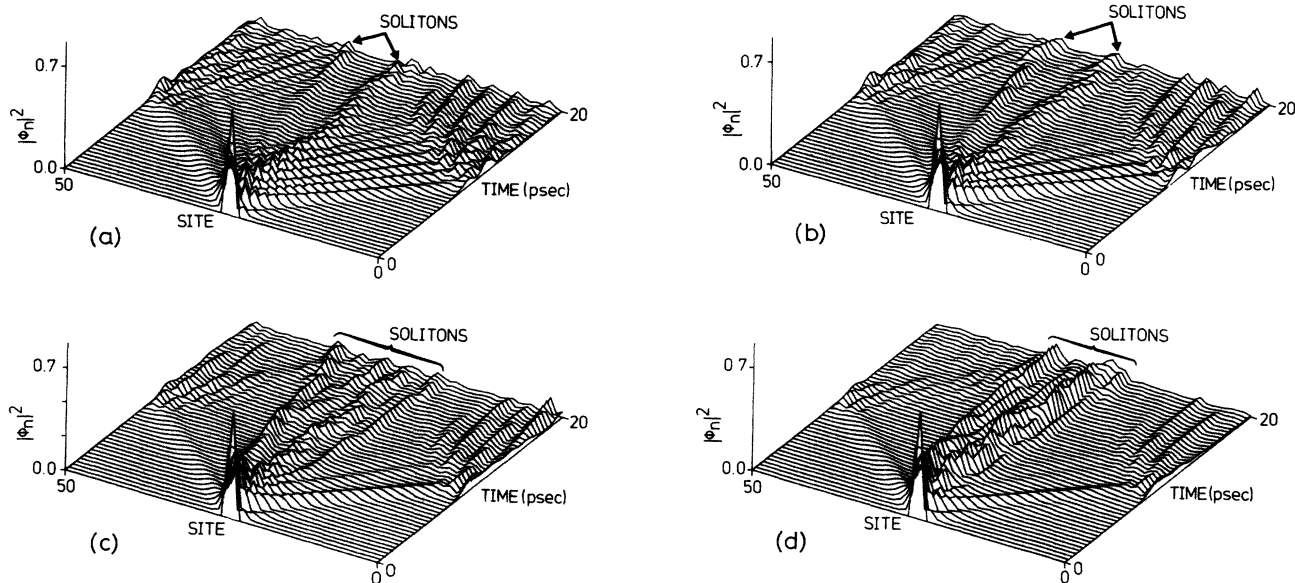 SOLITONS
0.7
|Φn|²
0.0
50
SITE
0
0
TIME (psec)
20
(a)
SOLITONS
0.7
|Φn|²
0.0
50
SITE
0
0
TIME (psec)
20
(b)
SOLITONS
0.7
|Φn|²
0.0
50
SITE
0
0
TIME (psec)
20
(c)
SOLITONS
0.7
|Φn|²
0.0
50
SITE
0
0
TIME (psec)
20
(d)